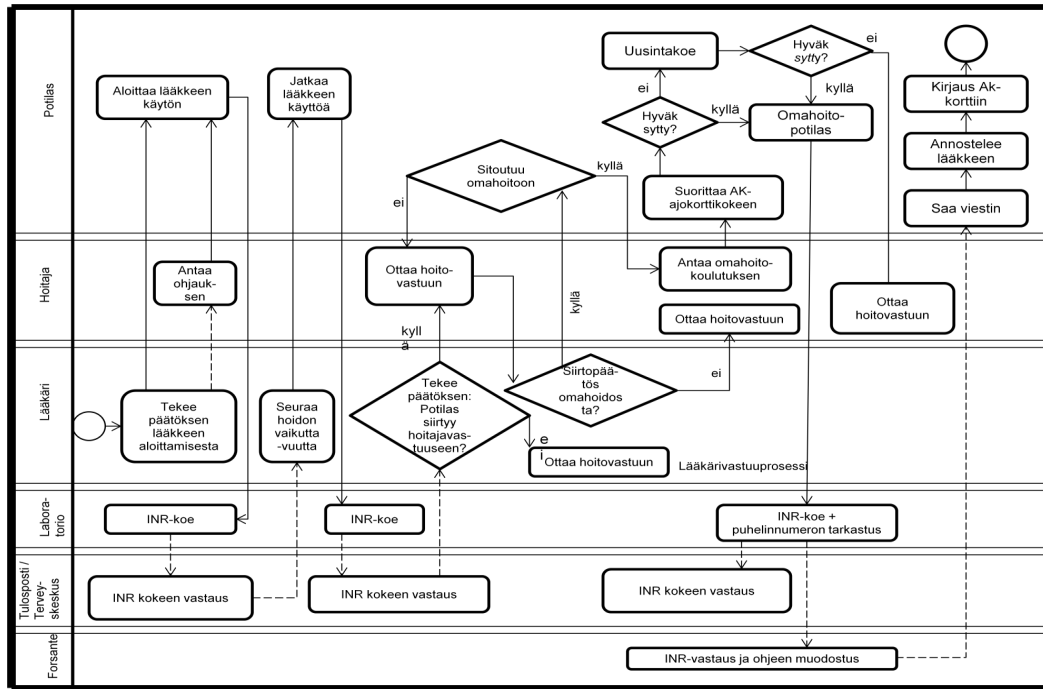 Potilas
Aloittaa lääkkeen
käytön
Jatkaa
lääkkeen
käyttöä
Sitoutuu
omahoitoon
kyllä
ei
Uusintakoe
ei
Hyväk
sytty?
kyllä
Hyväk
sytty?
ei
kyllä
Omahoito-
potilas
Suorittaa AK-
ajokorttikokeen
Kirjaus Ak-
korttiin
Annostelee
lääkkeen
Saa viestin
Hoitaja
Antaa
ohjauk-
sen
Ottaa hoito-
vastuun
kyll
ä
kyllä
Antaa omahoito-
koulutuksen
Ottaa hoitovastuun
Ottaa
hoitovastuun
Lääkäri
Tekee
päätöksen
lääkkeen
aloittamisesta
Seuraa
hoidon
vaikutta
-vuutta
Tekee
päätöksen:
Potilas
siirtyy
hoitajavas-
tuuseen?
e
i
Siirtopää-
tös
omahoidos
ta?
ei
Ottaa hoitovastuun
Lääkärivastuuprosessi
Labora-
torio
INR-koe
INR-koe
INR-koe +
puhelinnumeron tarkastus
Tulosposti /
Tervey-
skeskus
INR kokeen vastaus
INR kokeen vastaus
INR kokeen vastaus
Forsante
INR-vastaus ja ohjeen muodostus